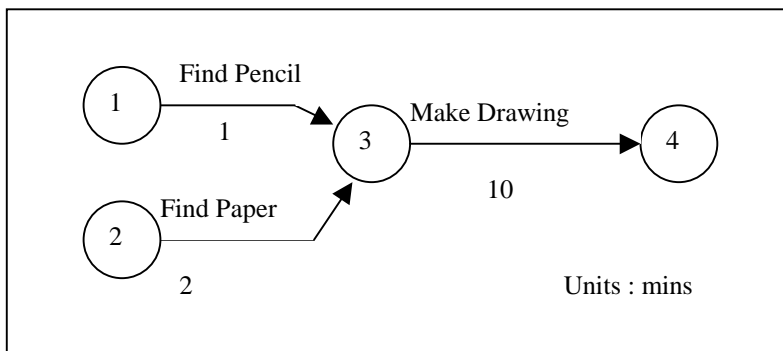 Find Pencil
1
1
Make Drawing
3
4
10
Find Paper
2
2
Units : mins